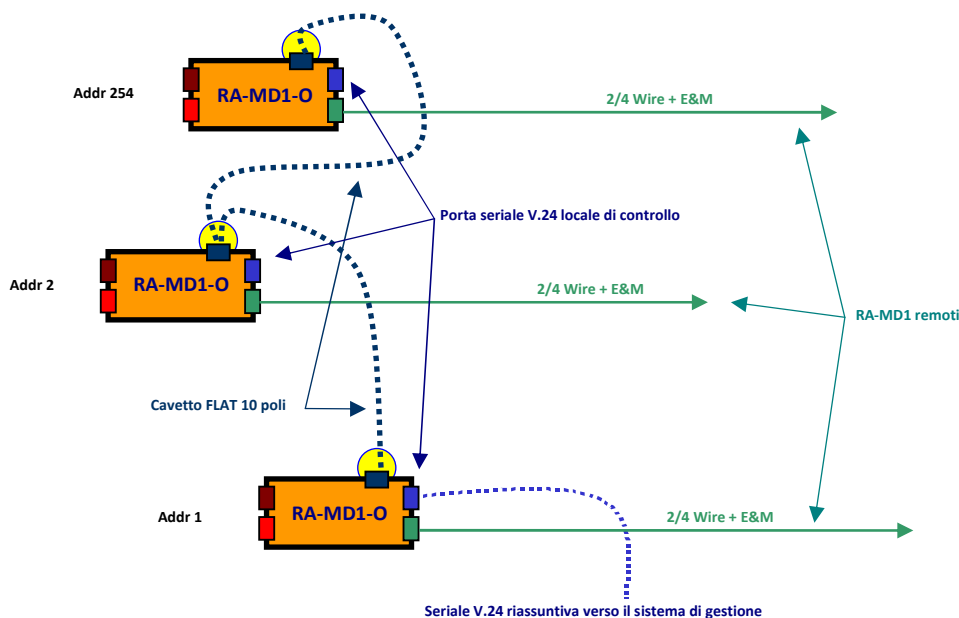 RA-MD1-O
Addr 254
2/4 Wire + E&M
Porta seriale V.24 locale di controllo
RA-MD1-O
Addr 2
2/4 Wire + E&M
RA-MD1 remoti
Cavetto FLAT 10 poli
RA-MD1-O
Addr 1
2/4 Wire + E&M
Seriale V.24 riassuntiva verso il sistema di gestione